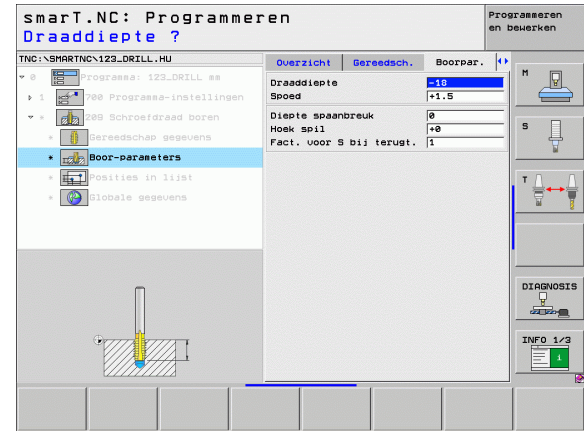 smarT.NC: Programmeren
Draaddiepte ?
Programmeren
en bewerken
TNC:\SMARTNC\123_DRILL.HU
0 Programma: 123_DRILL mm
1 700 Programma-instellingen
* 209 Schroefdraad boren
* Gereedschap gegevens
* Boor-parameters
* Posities in lijst
* Globale gegevens
Overzicht Gereedsch. Boorpar.
Draaddiepte -18
Spoed +1.5
Diepte spaanbreuk 0
Hoek spil +0
Fact. voor S bij terugt. 1
M
S
T
DIAGNOSIS
INFO 1/3
i